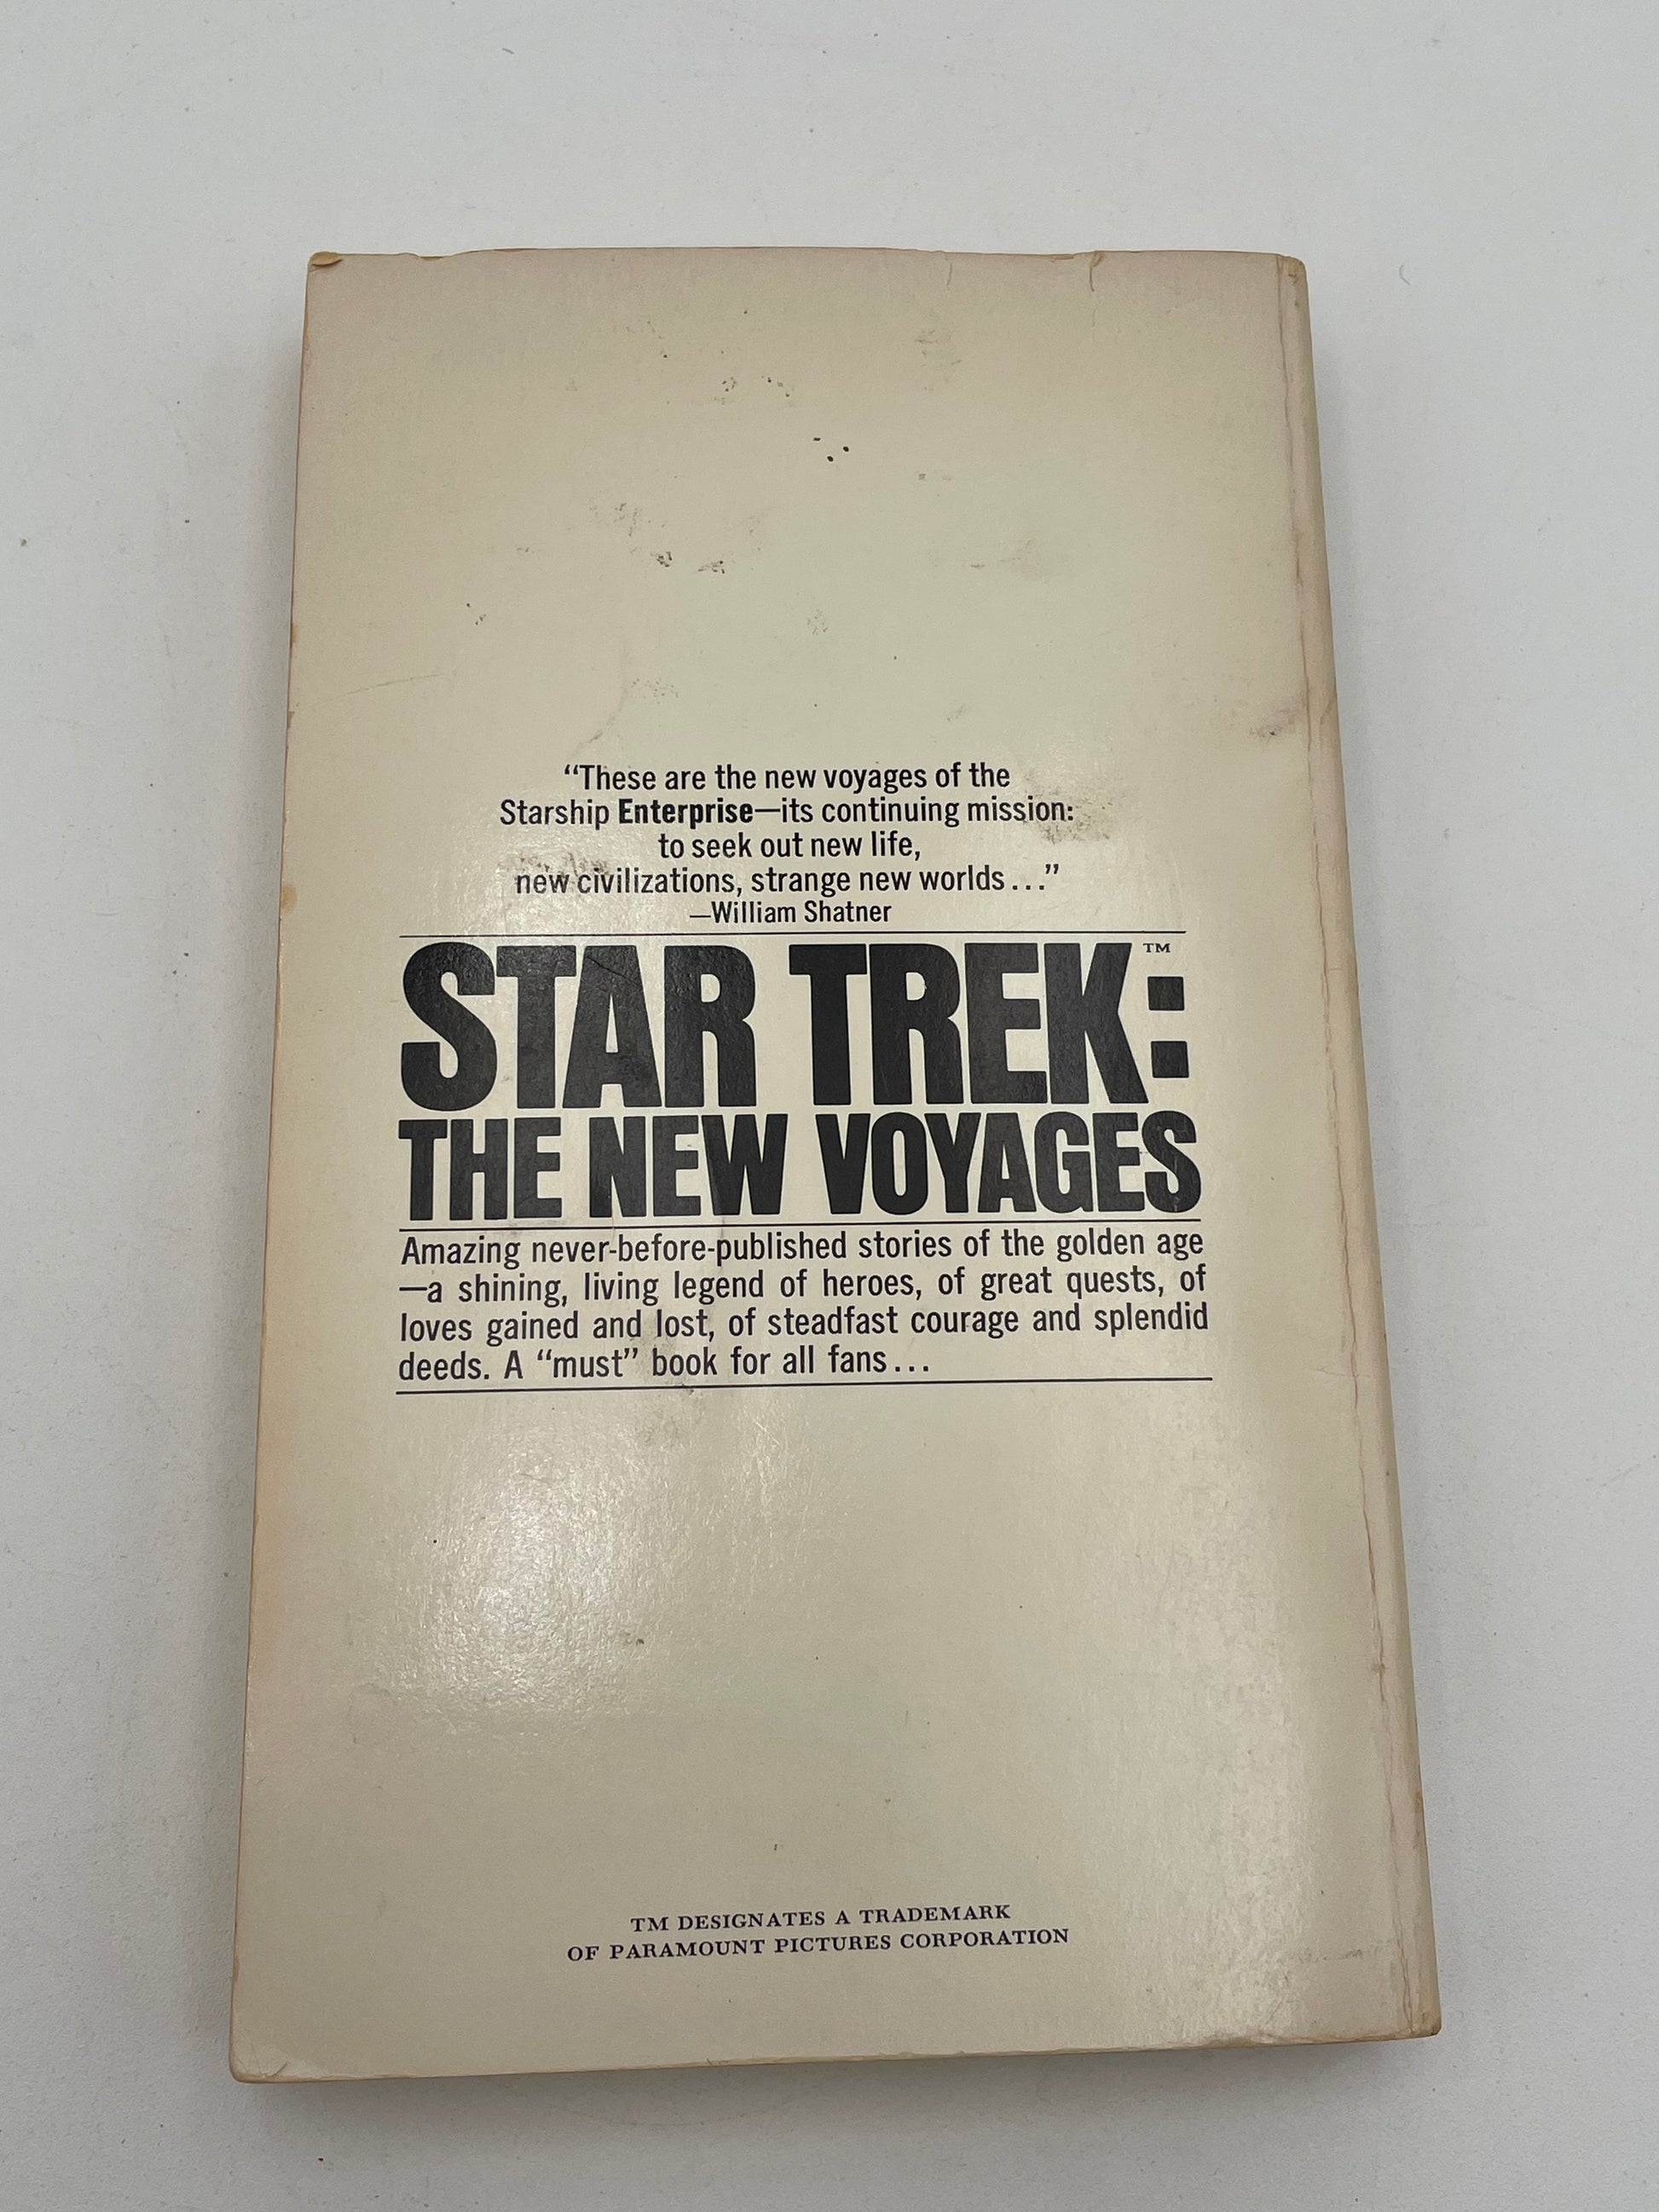 “These are the new voyages of the
Starship Enterprise—its continuing mission:
to seek out new life,
new civilizations, strange new worlds...”
—William Shatner
STAR TREK:™
THE NEW VOYAGES
Amazing never-before-published stories of the golden age
—a shining, living legend of heroes, of great quests, of
loves gained and lost, of steadfast courage and splendid
deeds. A “must” book for all fans...
TM DESIGNATES A TRADEMARK
OF PARAMOUNT PICTURES CORPORATION